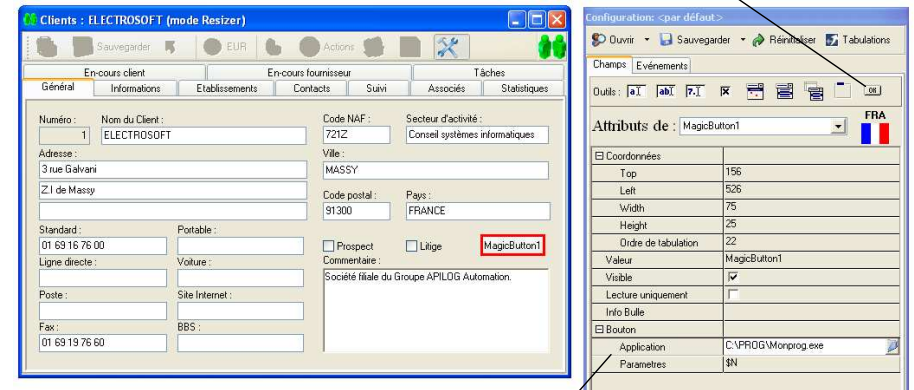 Clients : ELECTROSOFT (mode Resizer)
Sauvegarder EUR Actions
En-cours client En-cours fournisseur Tâches
Général Informations Etablissements Contacts Suivi Associés Statistiques
Numéro : Nom du Client : Code NAF : Secteur d'activité :
1 ELECTROSOFT 721Z Conseil systèmes informatiques
Adresse : Ville :
3 rue Galvani MASSY
Z.I de Massy
Code postal : Pays :
91300 FRANCE
Standard : Portable :
01 69 16 76 00 Prospect Litige MagicButton1
Ligne directe : Voiture : Commentaire :
Société filiale du Groupe APILOG Automation.
Poste : Site Internet :
Fax : BBS :
01 69 19 76 60
Configuration: <par défaut>
Ouvrir Sauvegarder Réinitialiser Tabulations
Champs Evénements
Outils : aI abI 7.I OK
Attributs de : MagicButton1 FRA
Coordonnées
Top 156
Left 526
Width 75
Height 25
Ordre de tabulation 22
Valeur MagicButton1
Visible
Lecture uniquement
Info Bulle
Bouton
Application C:\PROG\Monprog.exe
Parametres $N